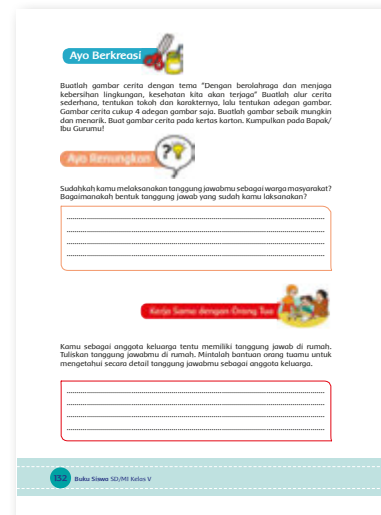 Ayo Berkreasi
Buatlah gambar cerita dengan tema "Dengan berolahraga dan menjaga
kebersihan lingkungan, kesehatan kita akan terjaga" Buatlah alur cerita
sederhana, tentukan tokoh dan karakternya, lalu tentukan adegan gambar.
Gambar cerita cukup 4 adegan gambar saja. Buatlah gambar sebaik mungkin
dan menarik. Buat gambar cerita pada kertas karton. Kumpulkan pada Bapak/
Ibu Gurumu!
Ayo Renungkan
Sudahkah kamu melaksanakan tanggung jawabmu sebagai warga masyarakat?
Bagaimanakah bentuk tanggung jawab yang sudah kamu laksanakan?
Kerja Sama dengan Orang Tua
Kamu sebagai anggota keluarga tentu memiliki tanggung jawab di rumah.
Tuliskan tanggung jawabmu di rumah. Mintalah bantuan orang tuamu untuk
mengetahui secara detail tanggung jawabmu sebagai anggota keluarga.
132 Buku Siswa SD/MI Kelas V